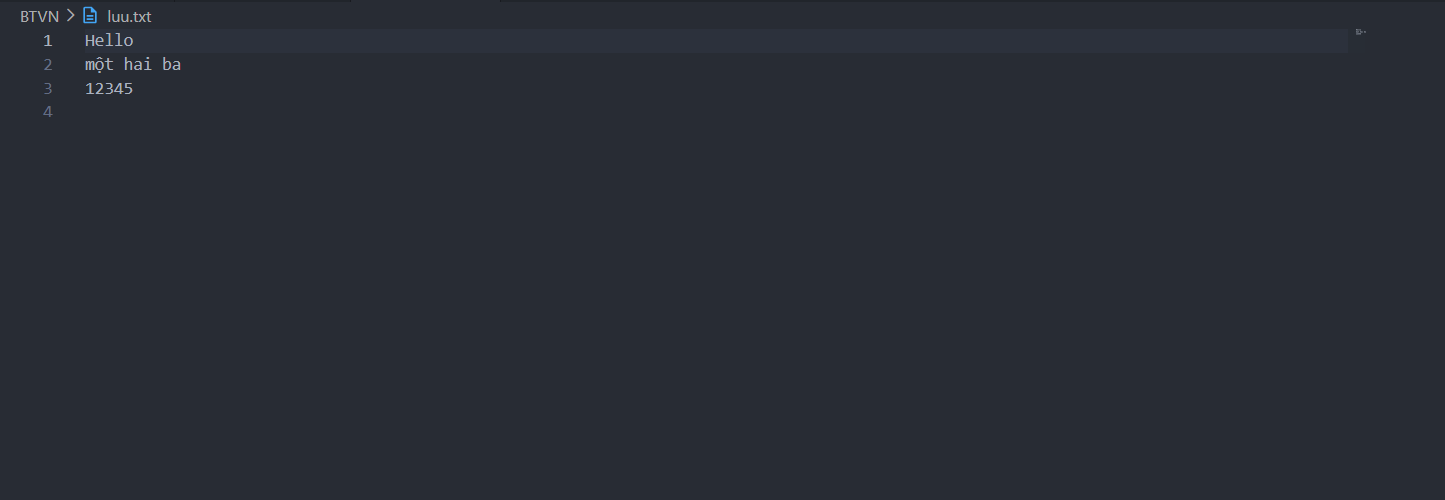 BTVN > luu.txt
1 Hello
2 một hai ba
3 12345
4